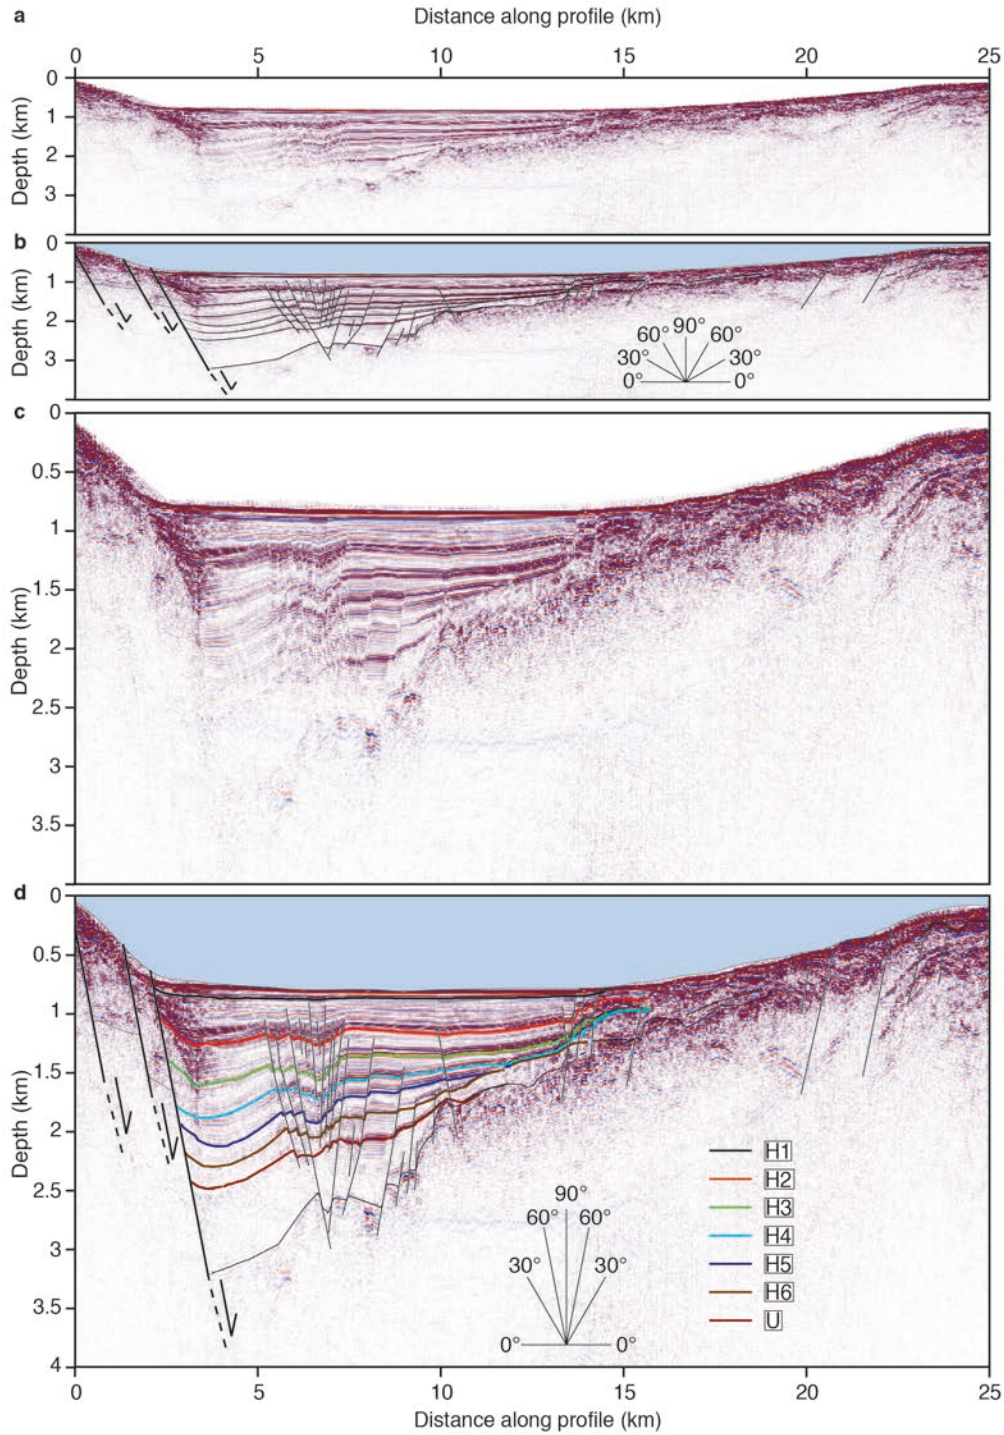 a
Distance along profile (km)
0 5 10 15 20 25
0
1
2
3
Depth (km)
b
0
1
2
3
Depth (km)
90°
60° 60°
30° 30°
0° 0°
c
0
0.5
1
1.5
2
2.5
3
3.5
Depth (km)
d
0
0.5
1
1.5
2
2.5
3
3.5
4
Depth (km)
90°
60° 60°
30° 30°
0° 0°
H1
H2
H3
H4
H5
H6
U
0 5 10 15 20 25
Distance along profile (km)